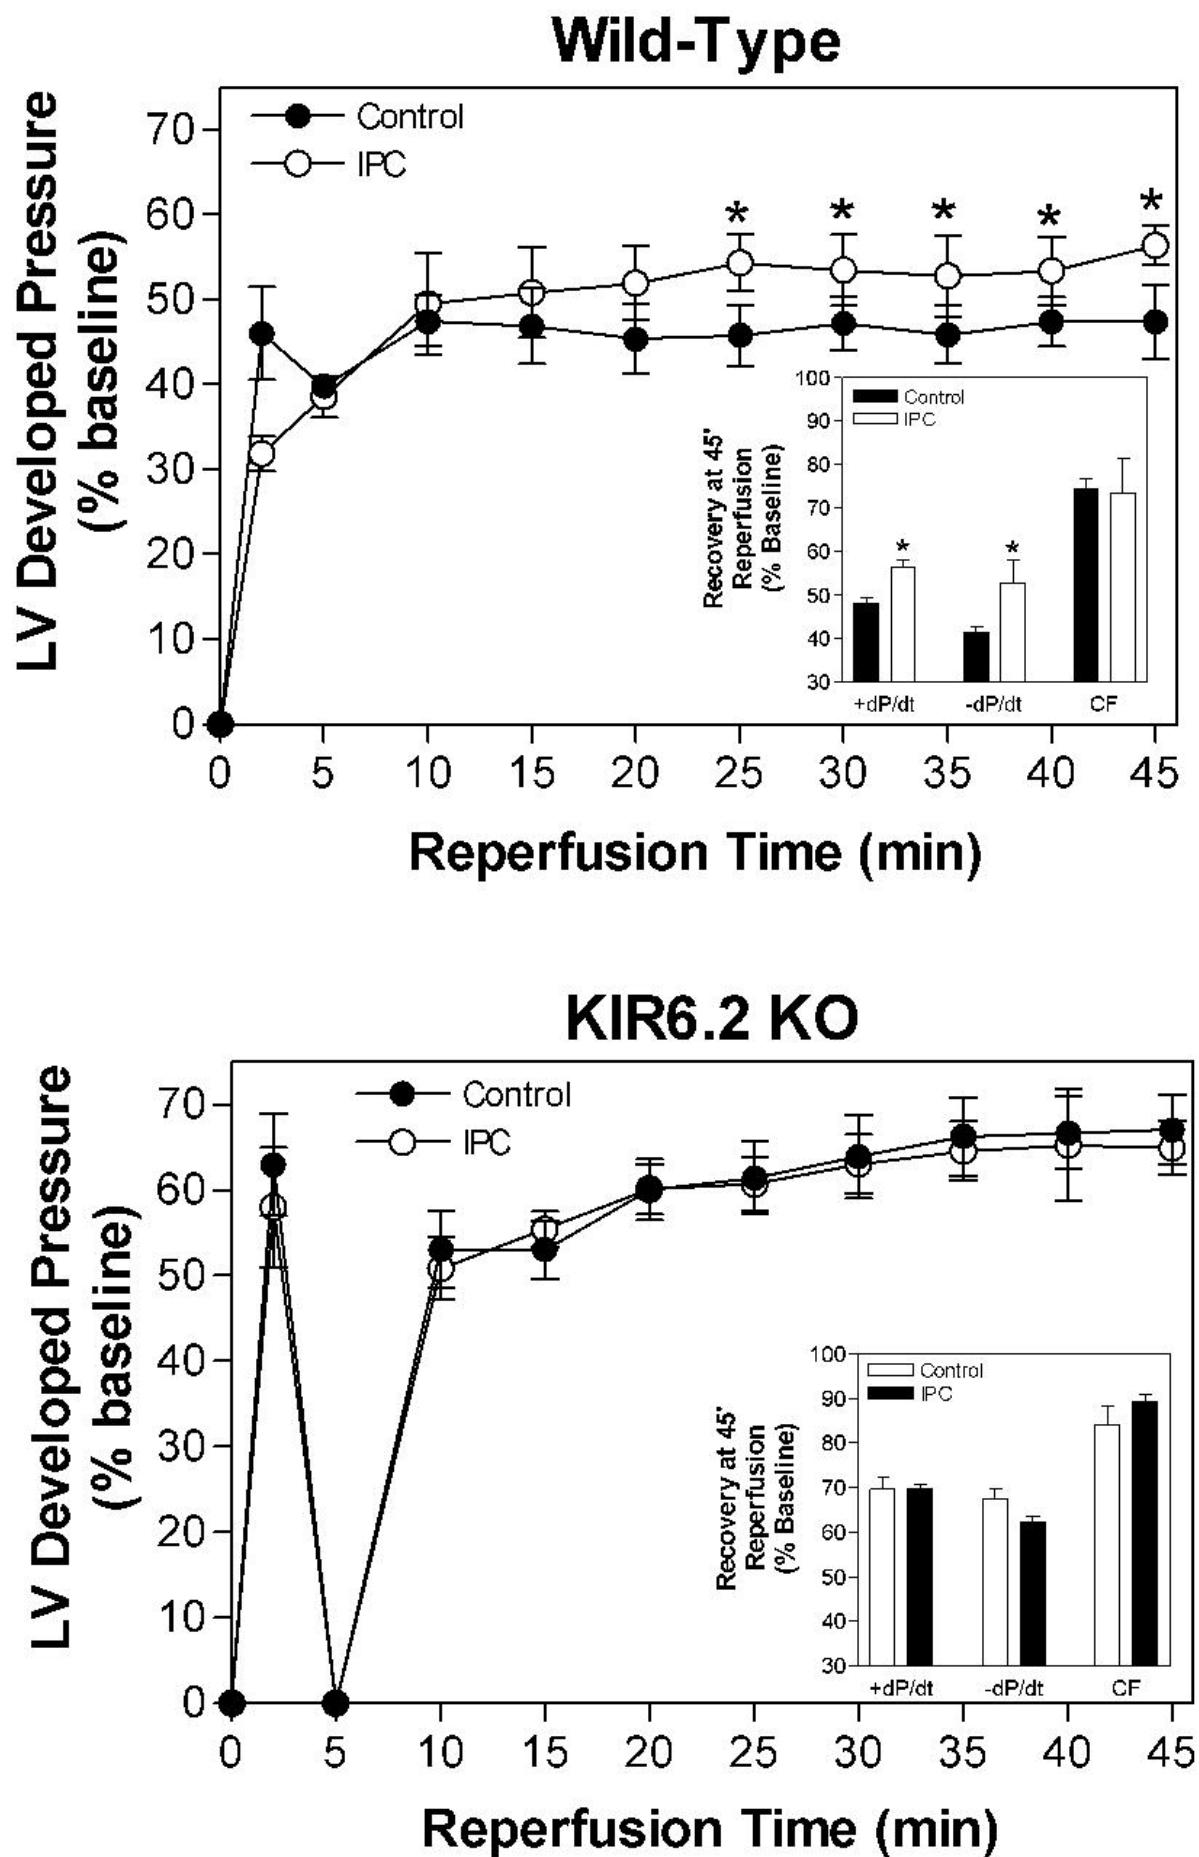 Wild-Type
LV Developed Pressure
(% baseline)
70
60
50
40
30
20
10
0
Control
IPC
* * * * *
Recovery at 45'
Reperfusion
(% Baseline)
100
90
80
70
60
50
40
30
Control
IPC
* *
+dP/dt -dP/dt CF
0 5 10 15 20 25 30 35 40 45
Reperfusion Time (min)
KIR6.2 KO
LV Developed Pressure
(% baseline)
70
60
50
40
30
20
10
0
Control
IPC
Recovery at 45'
Reperfusion
(% Baseline)
100
90
80
70
60
50
40
30
Control
IPC
+dP/dt -dP/dt CF
0 5 10 15 20 25 30 35 40 45
Reperfusion Time (min)